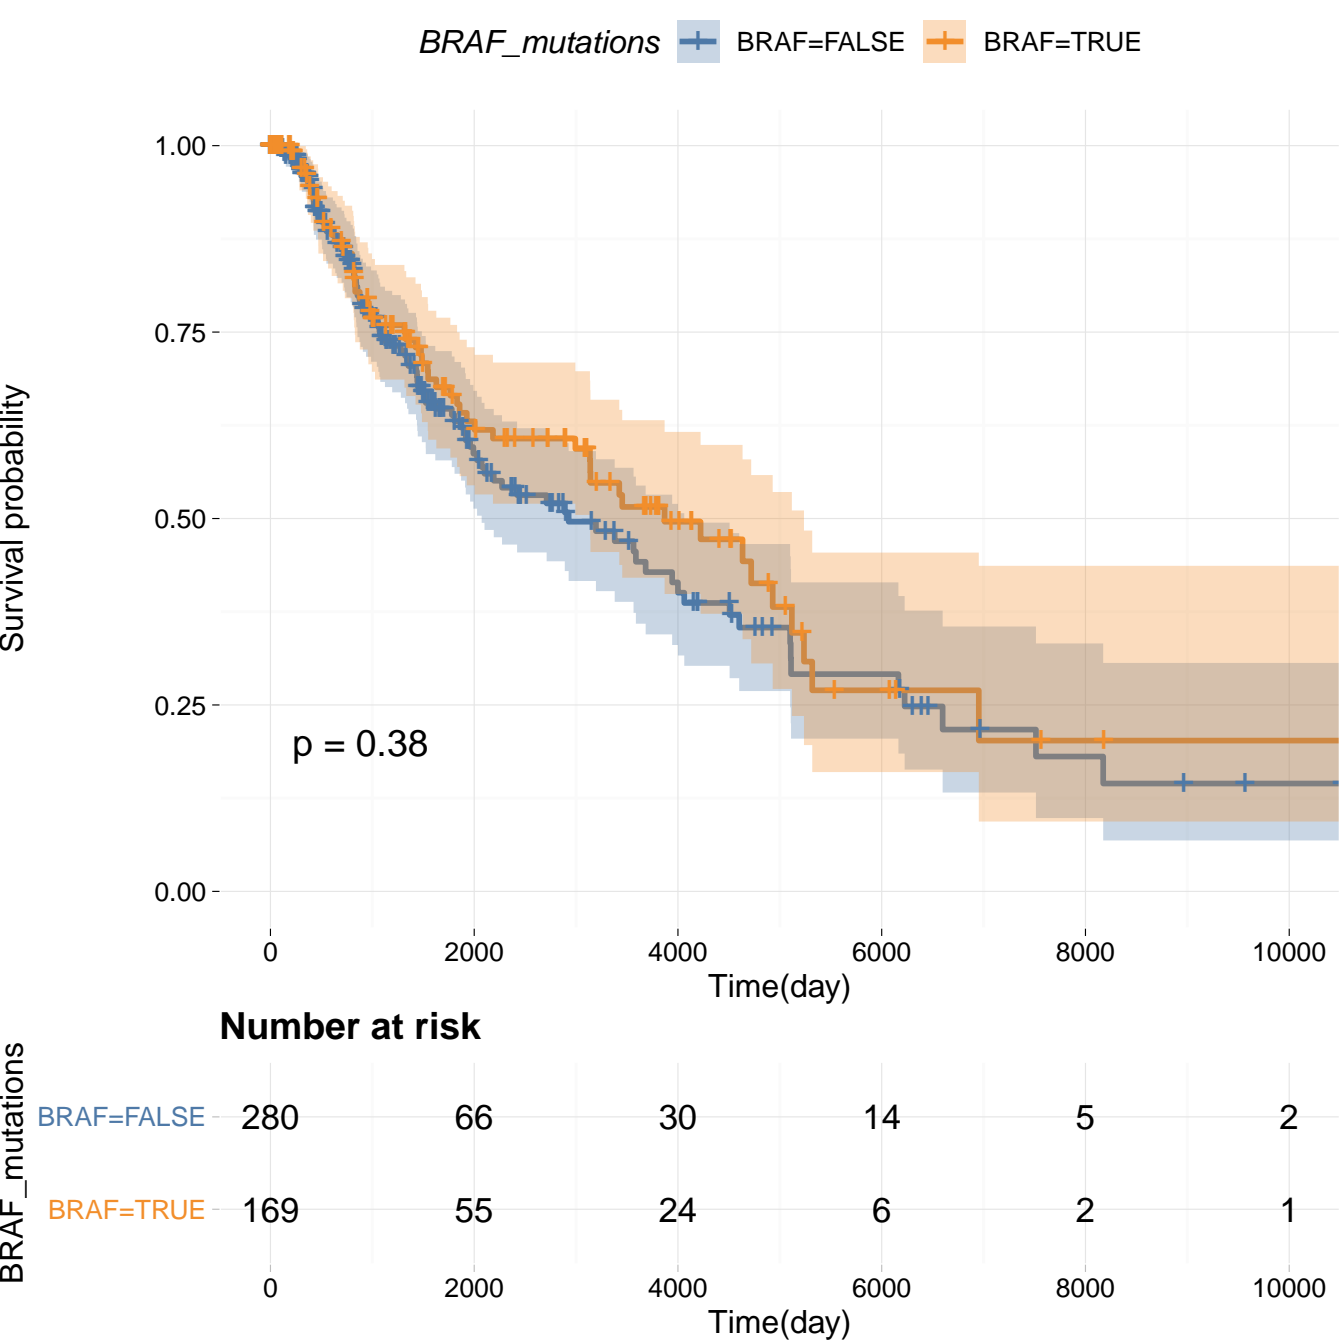 BRAF_mutations BRAF=FALSE BRAF=TRUE
Survival probability
1.00
0.75
0.50
0.25
0.00
p = 0.38
0 2000 4000 6000 8000 10000
Time(day)
Number at risk
BRAF_mutations
BRAF=FALSE 280 66 30 14 5 2
BRAF=TRUE 169 55 24 6 2 1
0 2000 4000 6000 8000 10000
Time(day)